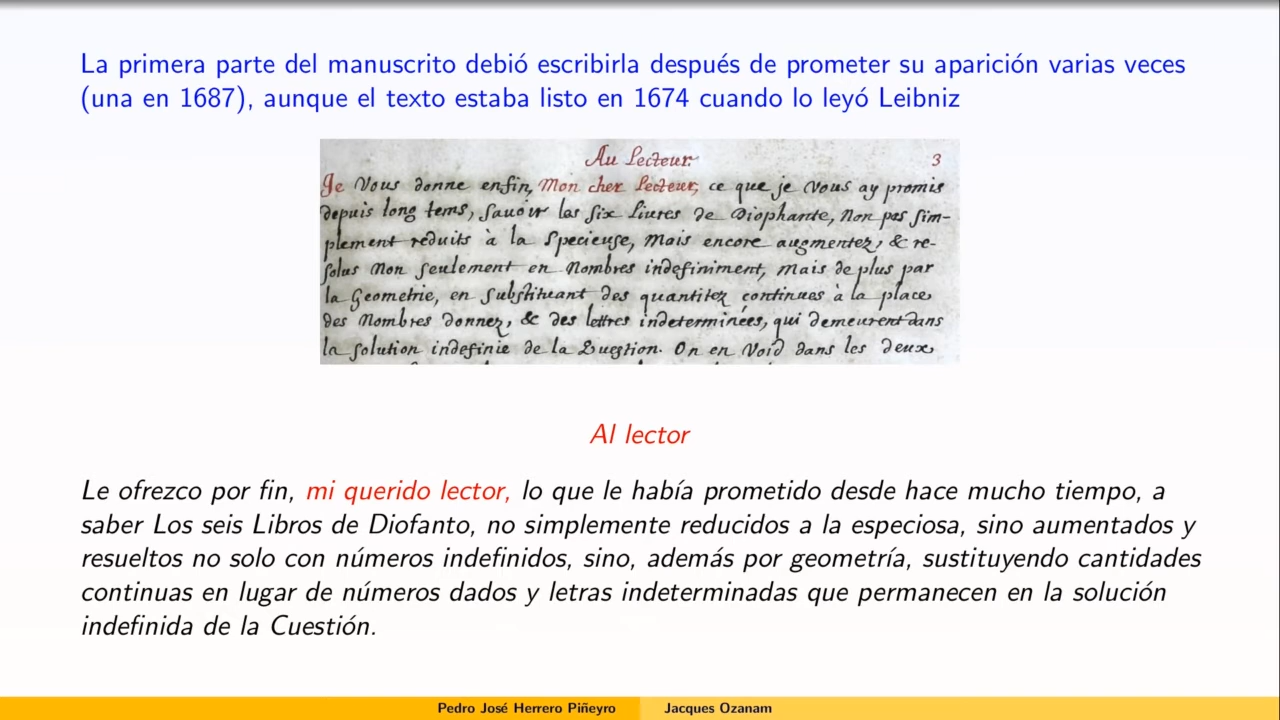 La primera parte del manuscrito debió escribirla después de prometer su aparición varias veces
(una en 1687), aunque el texto estaba listo en 1674 cuando lo leyó Leibniz
Au Lecteur.
3
Je Vous donne enfin, Mon cher Lecteur, ce que je Vous ay promis
depuis long tems, savoir las six Livres de Diophante, Non pas sim-
plement reduits à la Specieuse, Mais encore augmentez, & re-
solus Non seulement en Nombres indefiniment, Mais de plus par
la Geometrie, en substituant des quantitez continues à la place
des Nombres donnez, & des lettres indeterminées, qui demeurent dans
la solution indefinie de la Question. On en Void dans les deux
Al lector
Le ofrezco por fin, mi querido lector, lo que le había prometido desde hace mucho tiempo, a
saber Los seis Libros de Diofanto, no simplemente reducidos a la especiosa, sino aumentados y
resueltos no solo con números indefinidos, sino, además por geometría, sustituyendo cantidades
continuas en lugar de números dados y letras indeterminadas que permanecen en la solución
indefinida de la Cuestión.
Pedro José Herrero Piñeyro
Jacques Ozanam